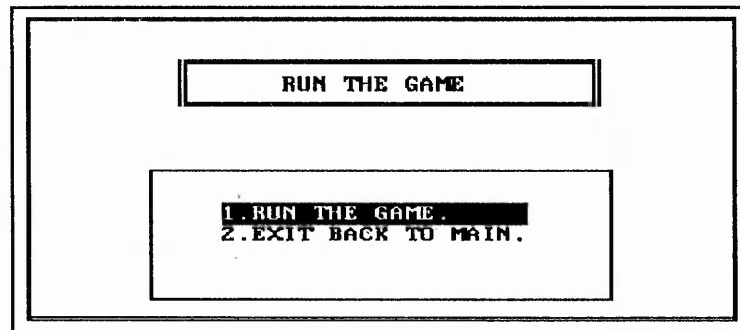 RUN THE GAME
1.RUN THE GAME.
2.EXIT BACK TO MAIN.